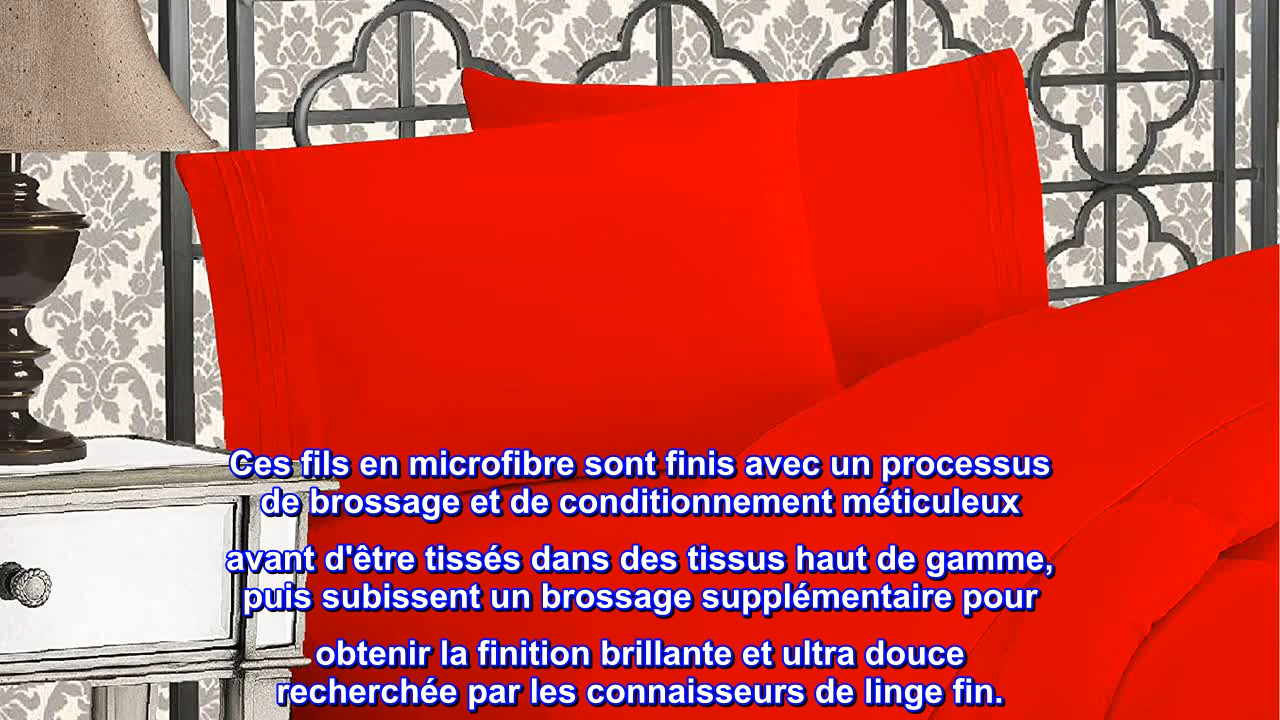 Ces fils en microfibre sont finis avec un processus
de brossage et de conditionnement méticuleux
avant d'être tissés dans des tissus haut de gamme,
puis subissent un brossage supplémentaire pour
obtenir la finition brillante et ultra douce
recherchée par les connaisseurs de linge fin.